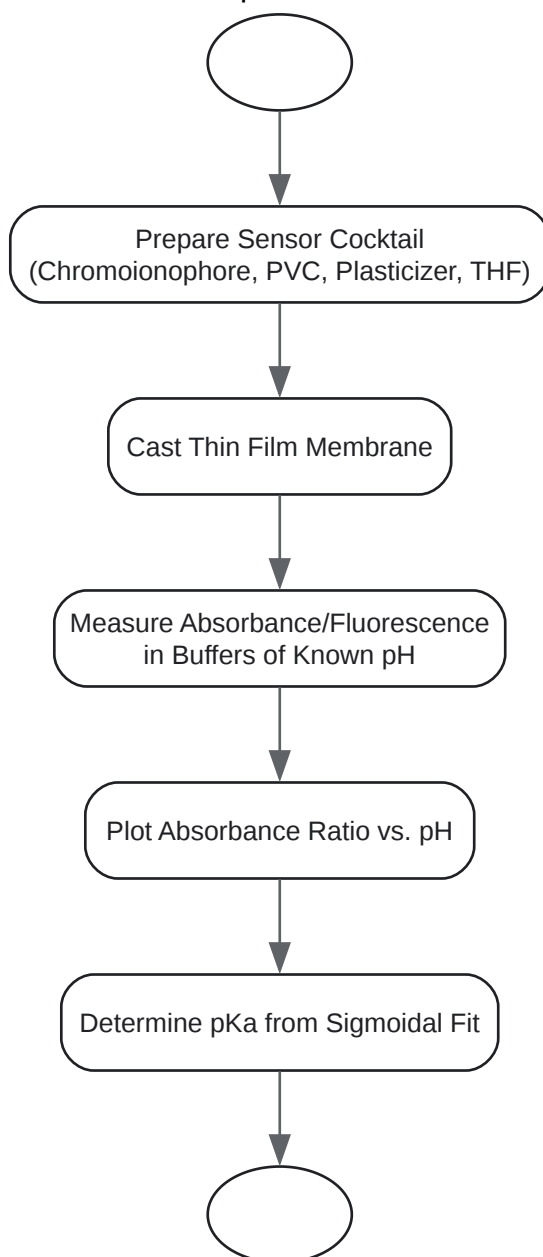 Prepare Sensor Cocktail
(Chromoionophore, PVC, Plasticizer, THF)
Cast Thin Film Membrane
Measure Absorbance/Fluorescence
in Buffers of Known pH
Plot Absorbance Ratio vs. pH
Determine pKa from Sigmoidal Fit